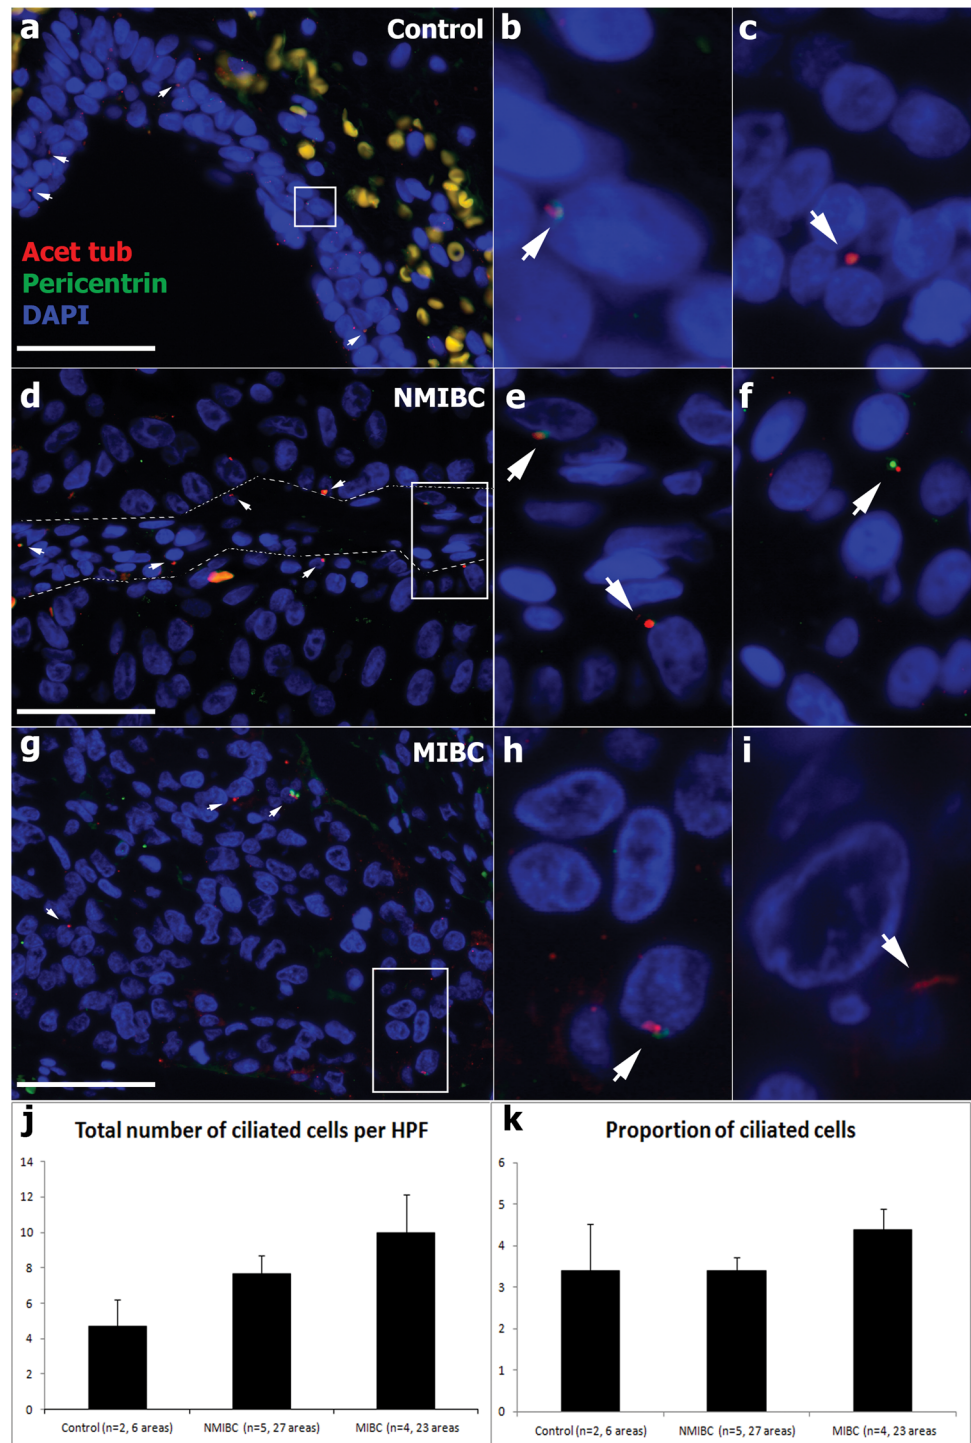 a
Control
b
c
Acet tub
Pericentrin
DAPI
d
NMIBC
e
f
g
MIBC
h
i
j
Total number of ciliated cells per HPF
14
12
10
8
6
4
2
0
Control (n=2, 6 areas)
NMIBC (n=5, 27 areas)
MIBC (n=4, 23 areas
k
Proportion of ciliated cells
6
5
4
3
2
1
0
Control (n=2, 6 areas)
NMIBC (n=5, 27 areas)
MIBC (n=4, 23 areas)